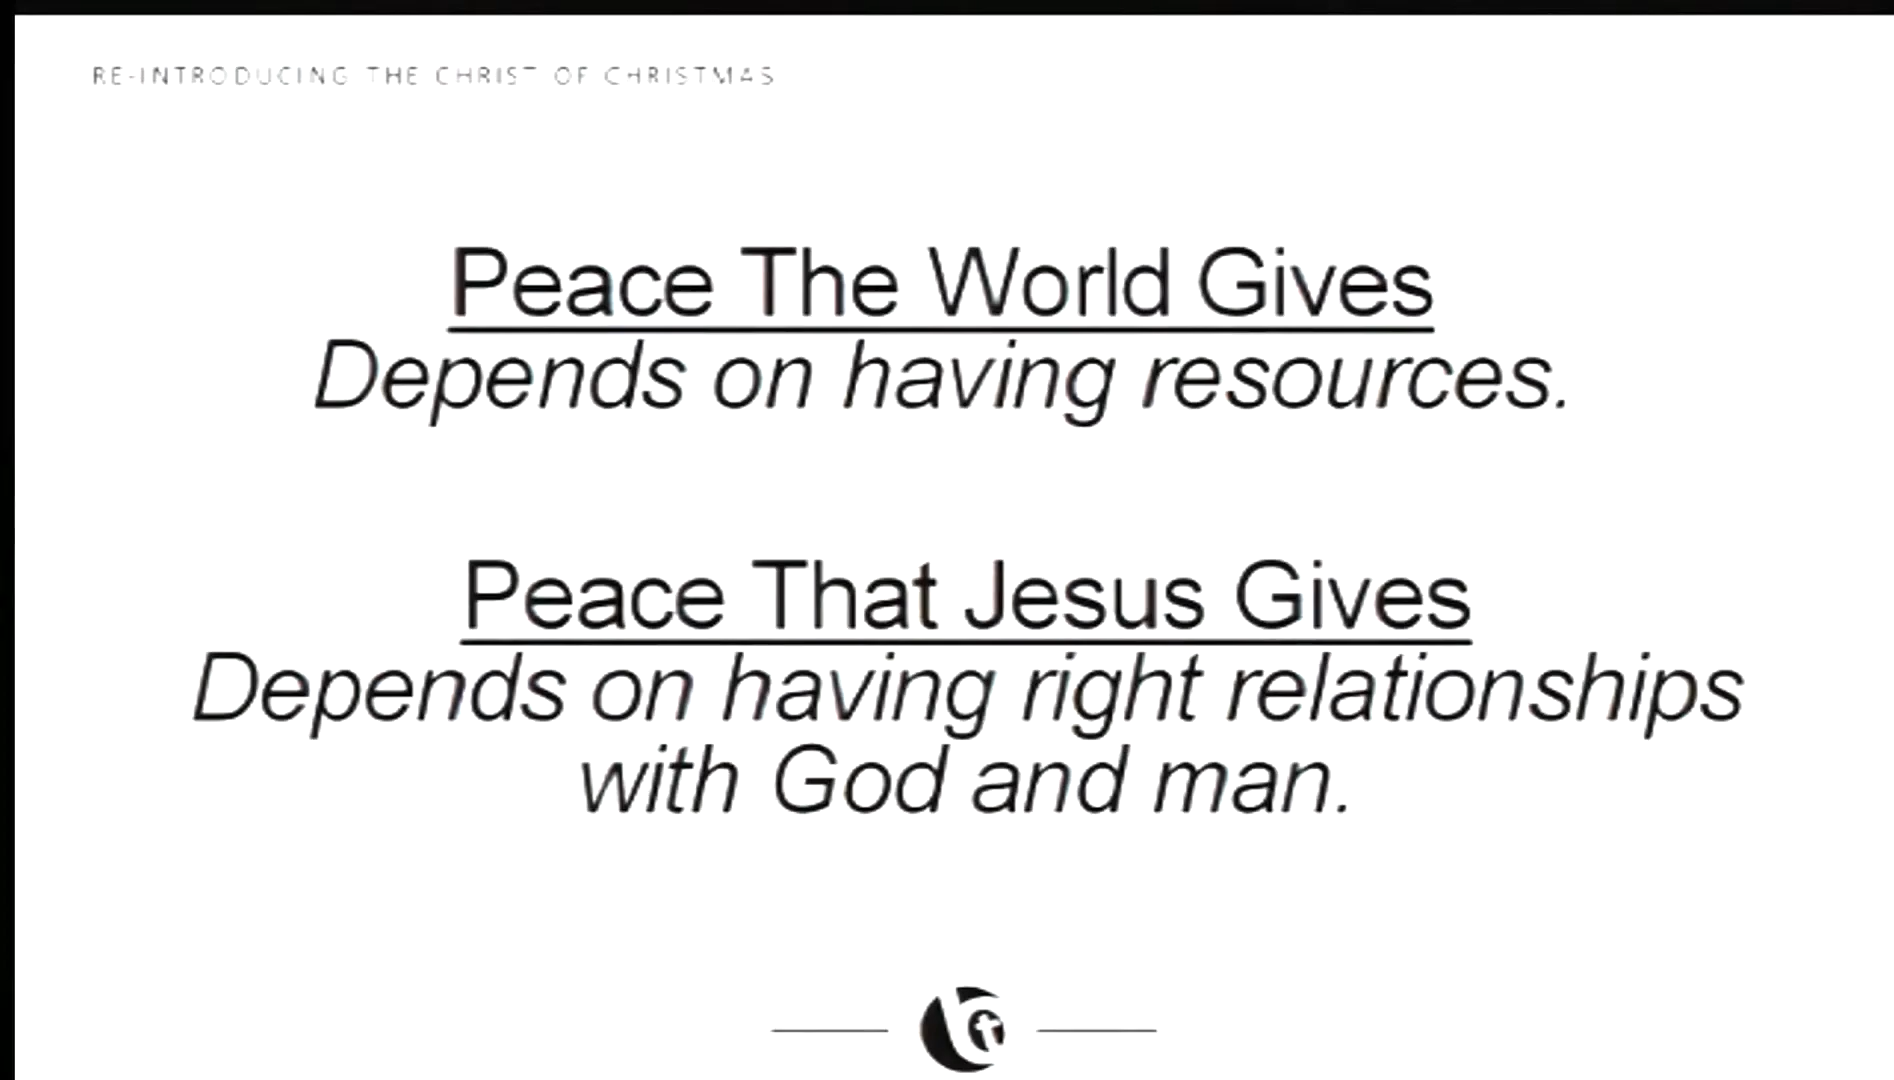 RE-INTRODUCING THE CHRIST OF CHRISTMAS
Peace The World Gives
Depends on having resources.
Peace That Jesus Gives
Depends on having right relationships
with God and man.